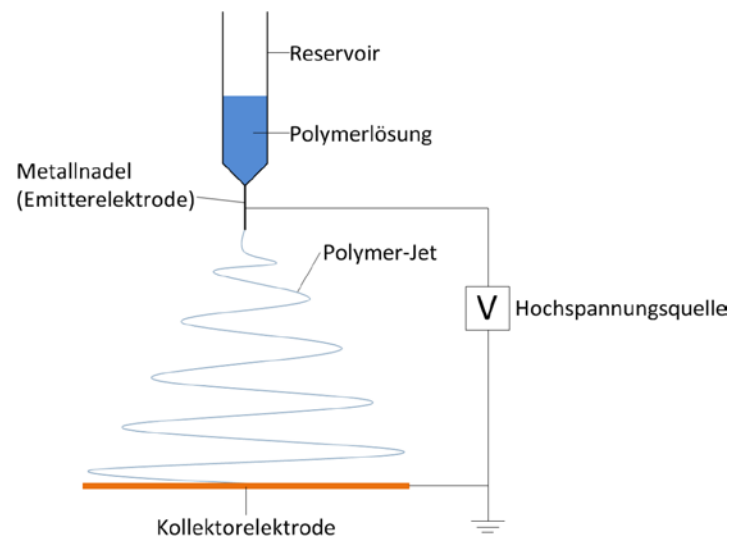 Reservoir
Polymerlösung
Metallnadel
(Emitterelektrode)
Polymer-Jet
V
Hochspannungsquelle
Kollektorelektrode